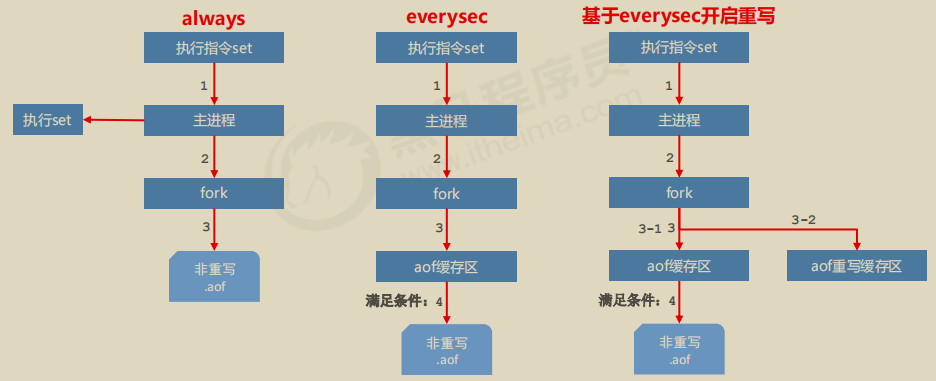 always
执行指令set
1
执行set
主进程
2
fork
3
非重写
.aof
everysec
执行指令set
1
主进程
2
fork
3
aof缓存区
满足条件：4
非重写
.aof
基于everysec开启重写
执行指令set
1
主进程
2
fork
3-1 3
3-2
aof缓存区
aof重写缓存区
满足条件：4
非重写
.aof
黑马程序员
www.itheima.com